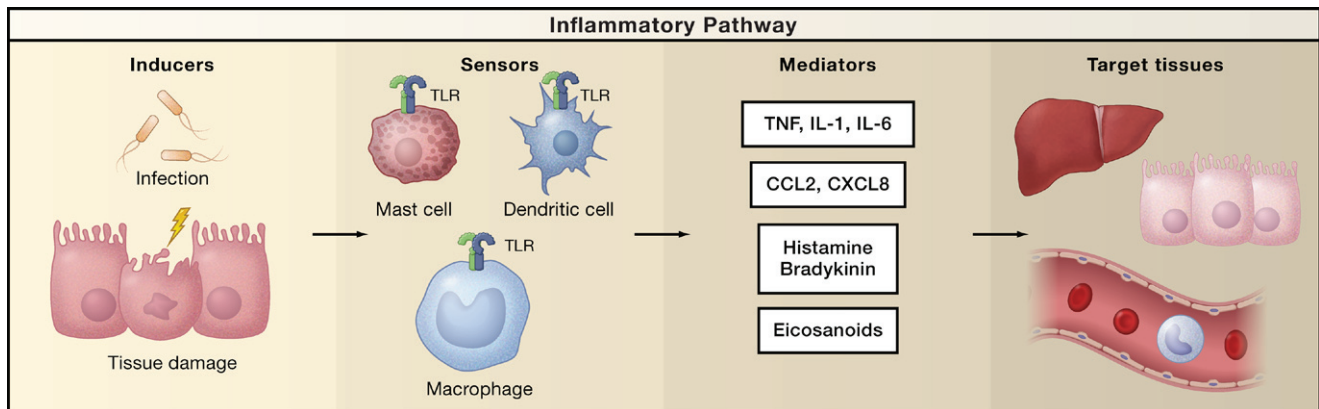 Inflammatory Pathway
Inducers
Infection
Tissue damage
Sensors
TLR
Mast cell
TLR
Dendritic cell
TLR
Macrophage
Mediators
TNF, IL-1, IL-6
CCL2, CXCL8
Histamine
Bradykinin
Eicosanoids
Target tissues